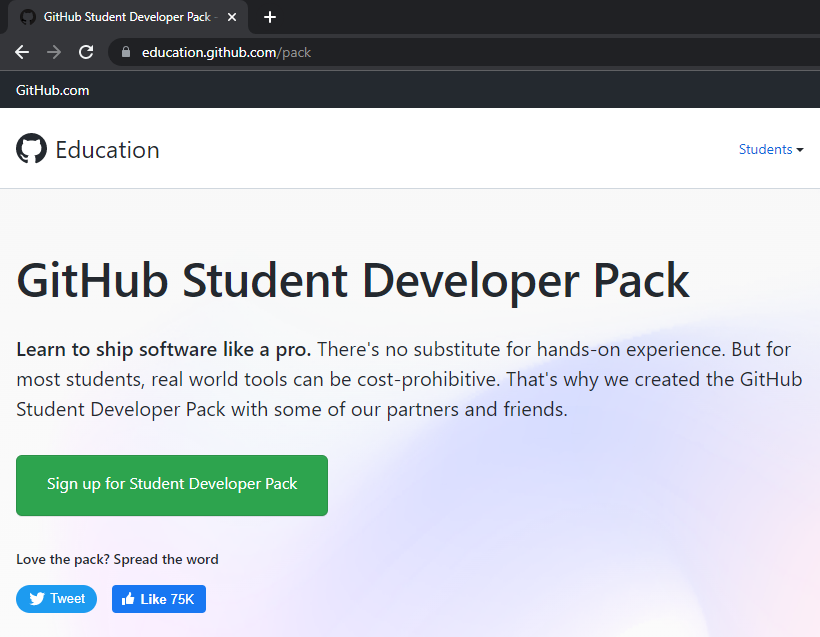 GitHub Student Developer Pack -
education.github.com/pack
GitHub.com
Education
Students
GitHub Student Developer Pack
Learn to ship software like a pro. There's no substitute for hands-on experience. But for
most students, real world tools can be cost-prohibitive. That's why we created the GitHub
Student Developer Pack with some of our partners and friends.
Sign up for Student Developer Pack
Love the pack? Spread the word
Tweet
Like 75K